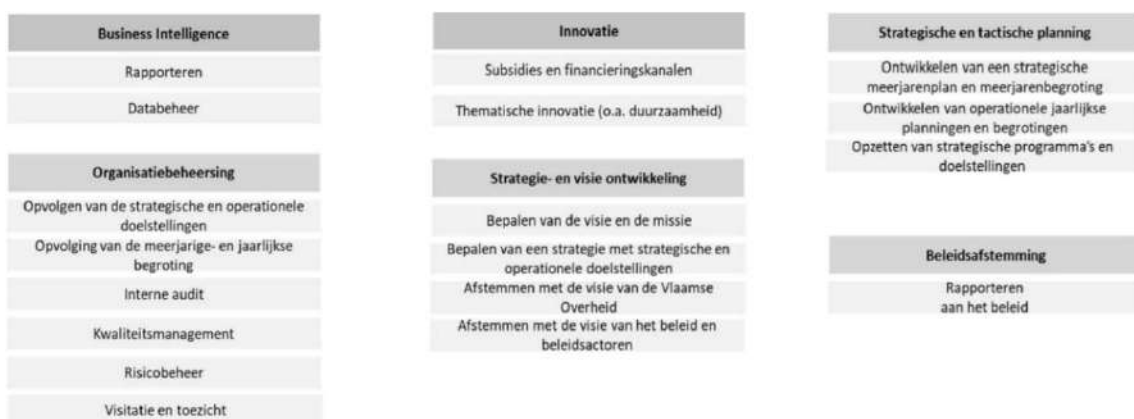 Business Intelligence
Rapporteren
Databeheer
Organisatiebeheersing
Opvolgen van de strategische en operationele
doelstellingen
Opvolging van de meerjarige- en jaarlijkse
begroting
Interne audit
Kwaliteitsmanagement
Risicobeheer
Visitatie en toezicht
Innovatie
Subsidies en financieringskanalen
Thematische innovatie (o.a. duurzaamheid)
Strategie- en visie ontwikkeling
Bepalen van de visie en de missie
Bepalen van een strategie met strategische en
operationele doelstellingen
Afstemmen met de visie van de Vlaamse
Overheid
Afstemmen met de visie van het beleid en
beleidsactoren
Strategische en tactische planning
Ontwikkelen van een strategische
meerjarenplan en meerjarenbegroting
Ontwikkelen van operationele jaarlijkse
planningen en begrotingen
Opzetten van strategische programma's en
doelstellingen
Beleidsafstemming
Rapporteren
aan het beleid